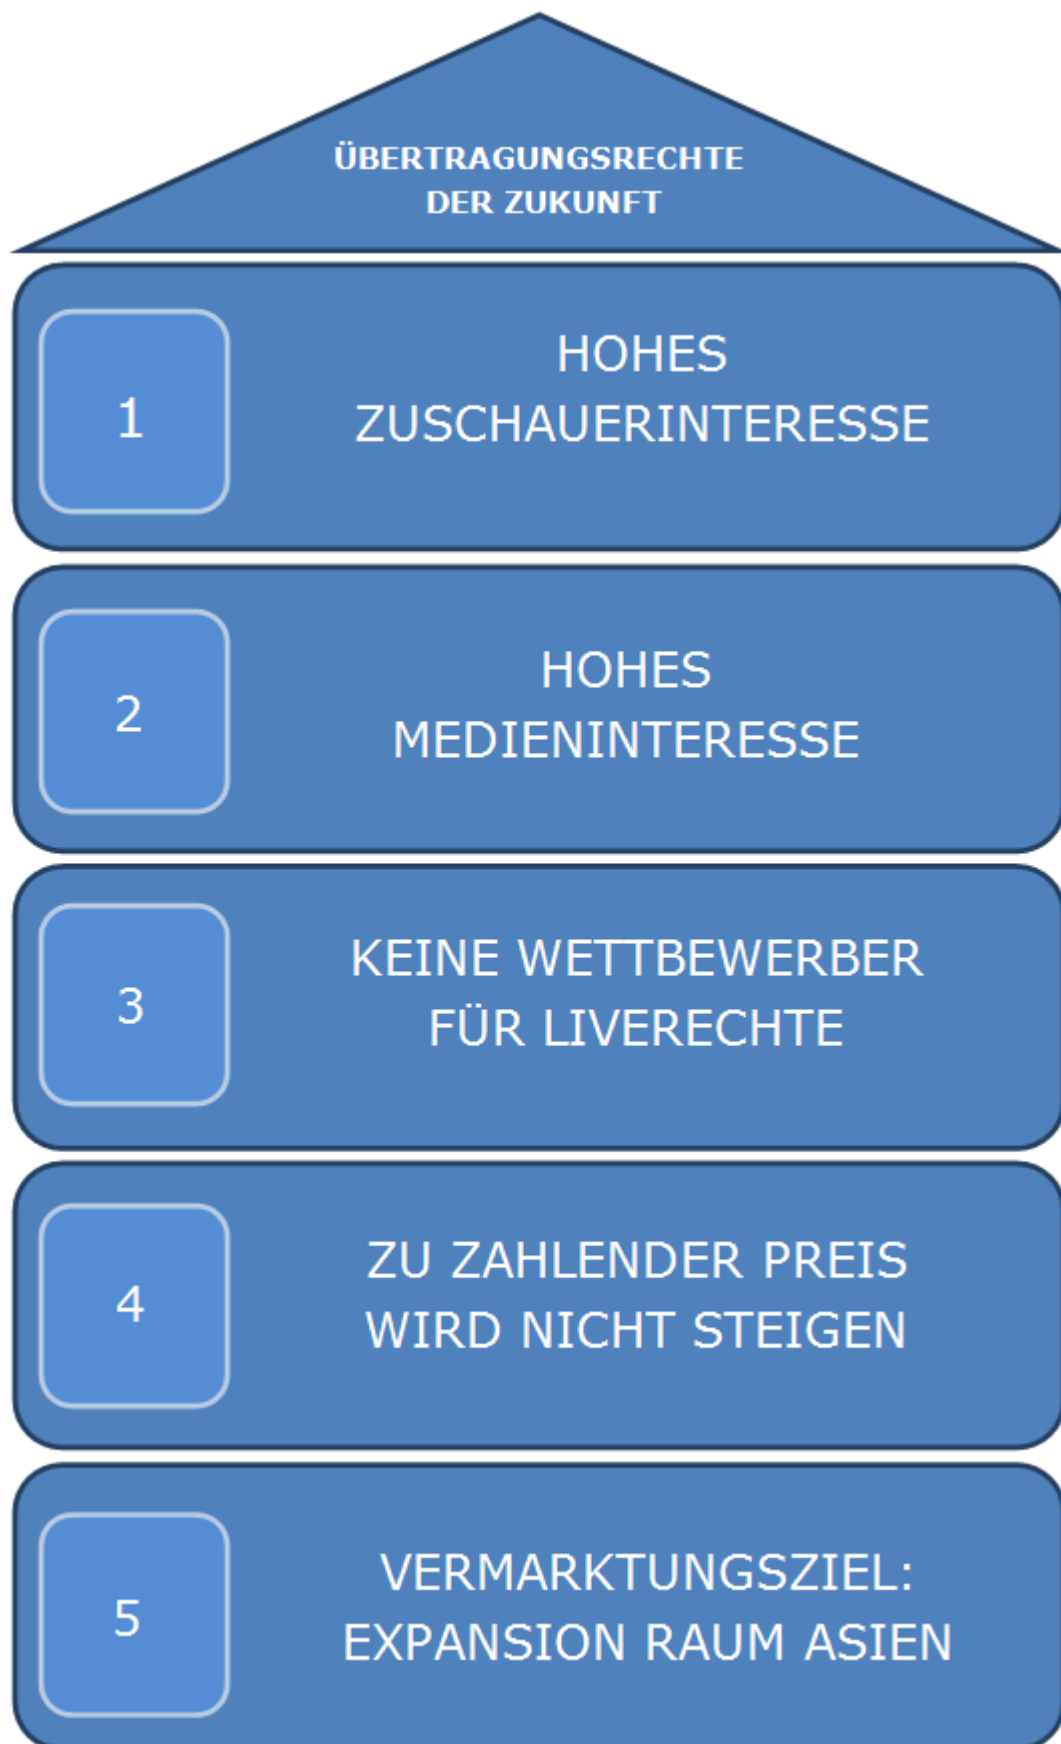 ÜBERTRAGUNGSRECHTE
DER ZUKUNFT
1
HOHES
ZUSCHAUERINTERESSE
2
HOHES
MEDIENINTERESSE
3
KEINE WETTBEWERBER
FÜR LIVERECHTE
4
ZU ZAHLENDER PREIS
WIRD NICHT STEIGEN
5
VERMARKTUNGSZIEL:
EXPANSION RAUM ASIEN